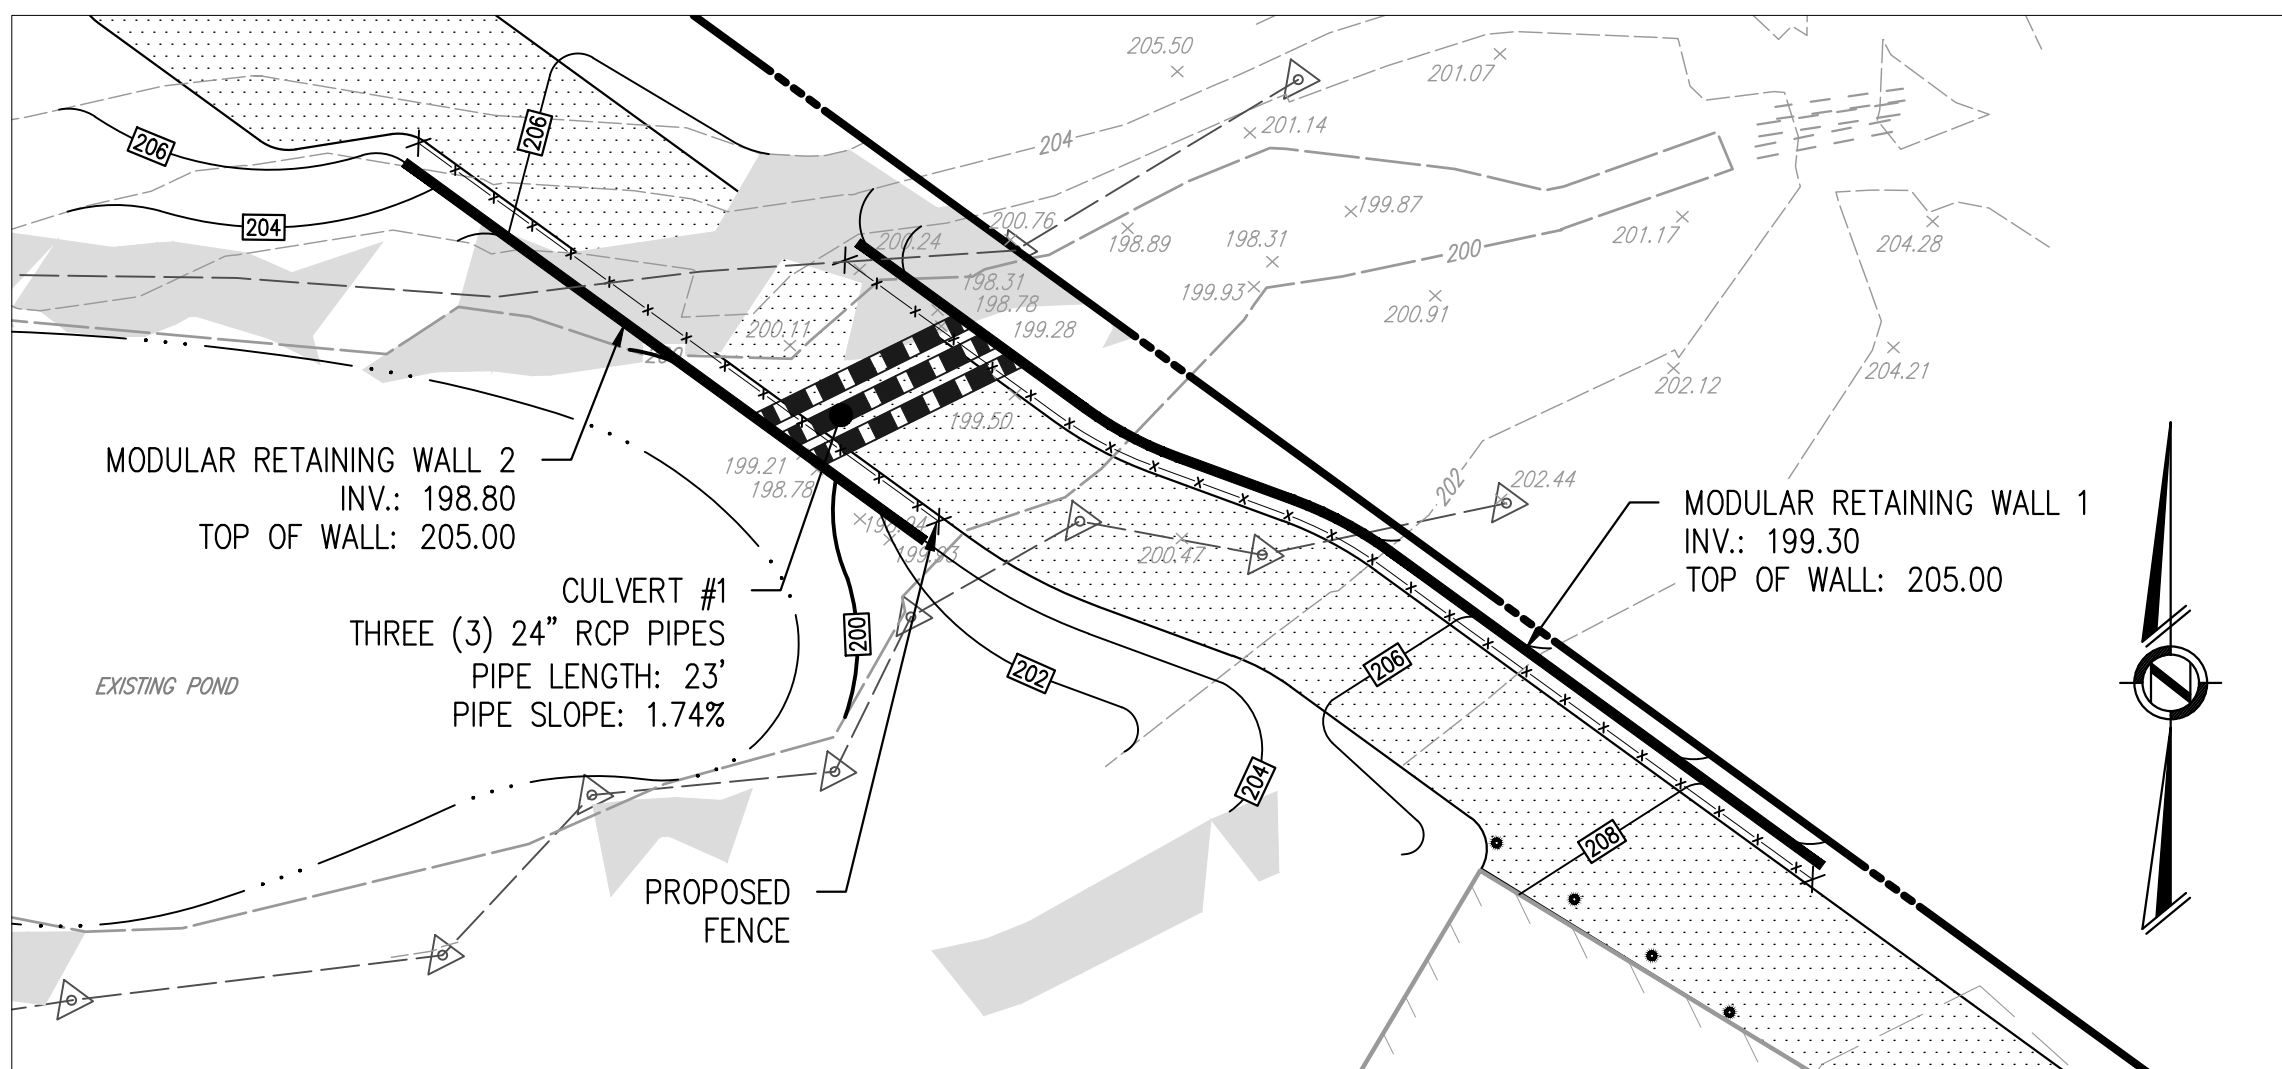 205.50
201.07
206
206
201.14
204
204
200.76
199.87
200.24
198.89
198.31
201.17
204.28
200
198.31
199.93
198.78
200.91
200.11
199.28
200
202.12
204.21
199.50
MODULAR RETAINING WALL 2
INV.: 198.80
TOP OF WALL: 205.00
199.21
198.78
202
202.44
MODULAR RETAINING WALL 1
INV.: 199.30
TOP OF WALL: 205.00
200.47
CULVERT #1
THREE (3) 24” RCP PIPES
PIPE LENGTH: 23'
PIPE SLOPE: 1.74%
200
206
202
EXISTING POND
204
208
PROPOSED
FENCE